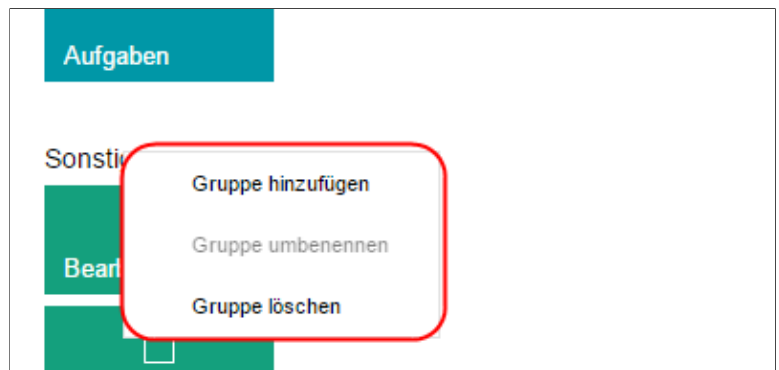 Aufgaben
Gruppe hinzufügen
Gruppe umbenennen
Gruppe löschen